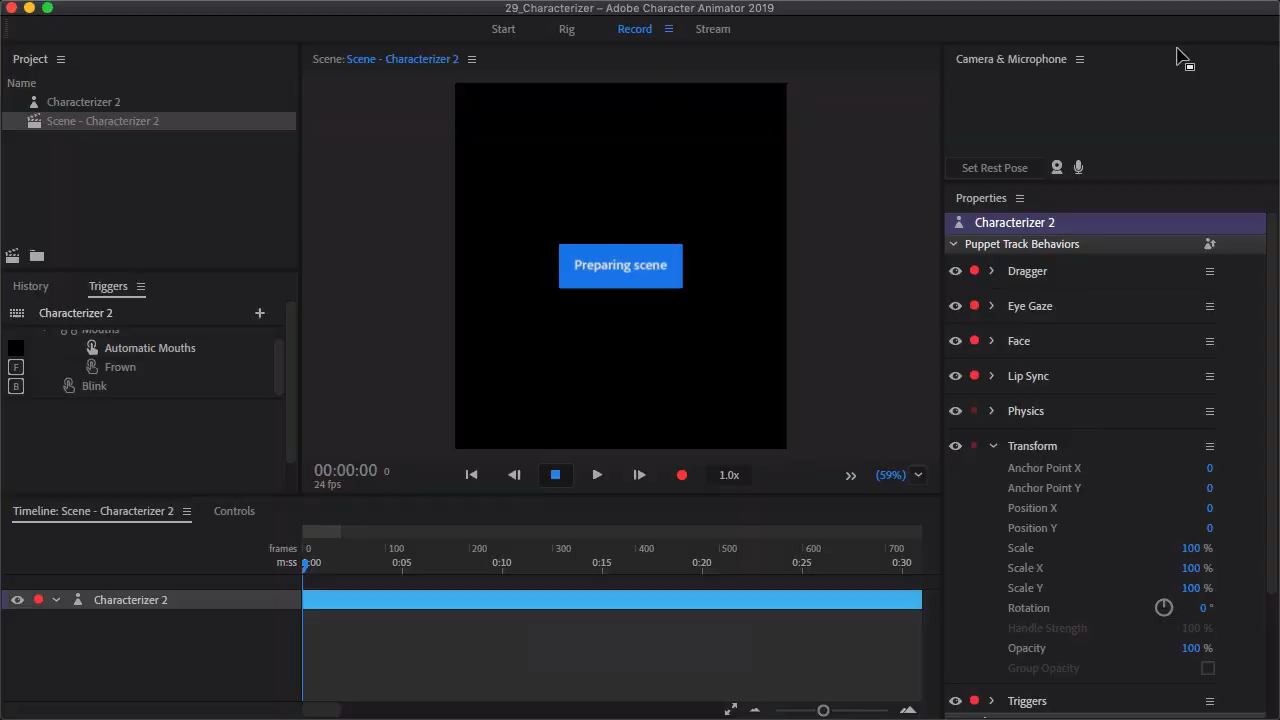 29_Characterizer – Adobe Character Animator 2019
Start Rig Record Stream
Project
Name
Characterizer 2
Scene - Characterizer 2
History Triggers
Characterizer 2
Mouths
Automatic Mouths
F Frown
B Blink
Scene: Scene - Characterizer 2
Preparing scene
00:00:00 0
24 fps
1.0x
(59%)
Camera & Microphone
Set Rest Pose
Properties
Characterizer 2
Puppet Track Behaviors
Dragger
Eye Gaze
Face
Lip Sync
Physics
Transform
Anchor Point X 0
Anchor Point Y 0
Position X 0
Position Y 0
Scale 100 %
Scale X 100 %
Scale Y 100 %
Rotation 0 °
Handle Strength 100 %
Opacity 100 %
Group Opacity
Triggers
Timeline: Scene - Characterizer 2 Controls
frames 0 100 200 300 400 500 600 700
m:ss 0:00 0:05 0:10 0:15 0:20 0:25 0:30
Characterizer 2